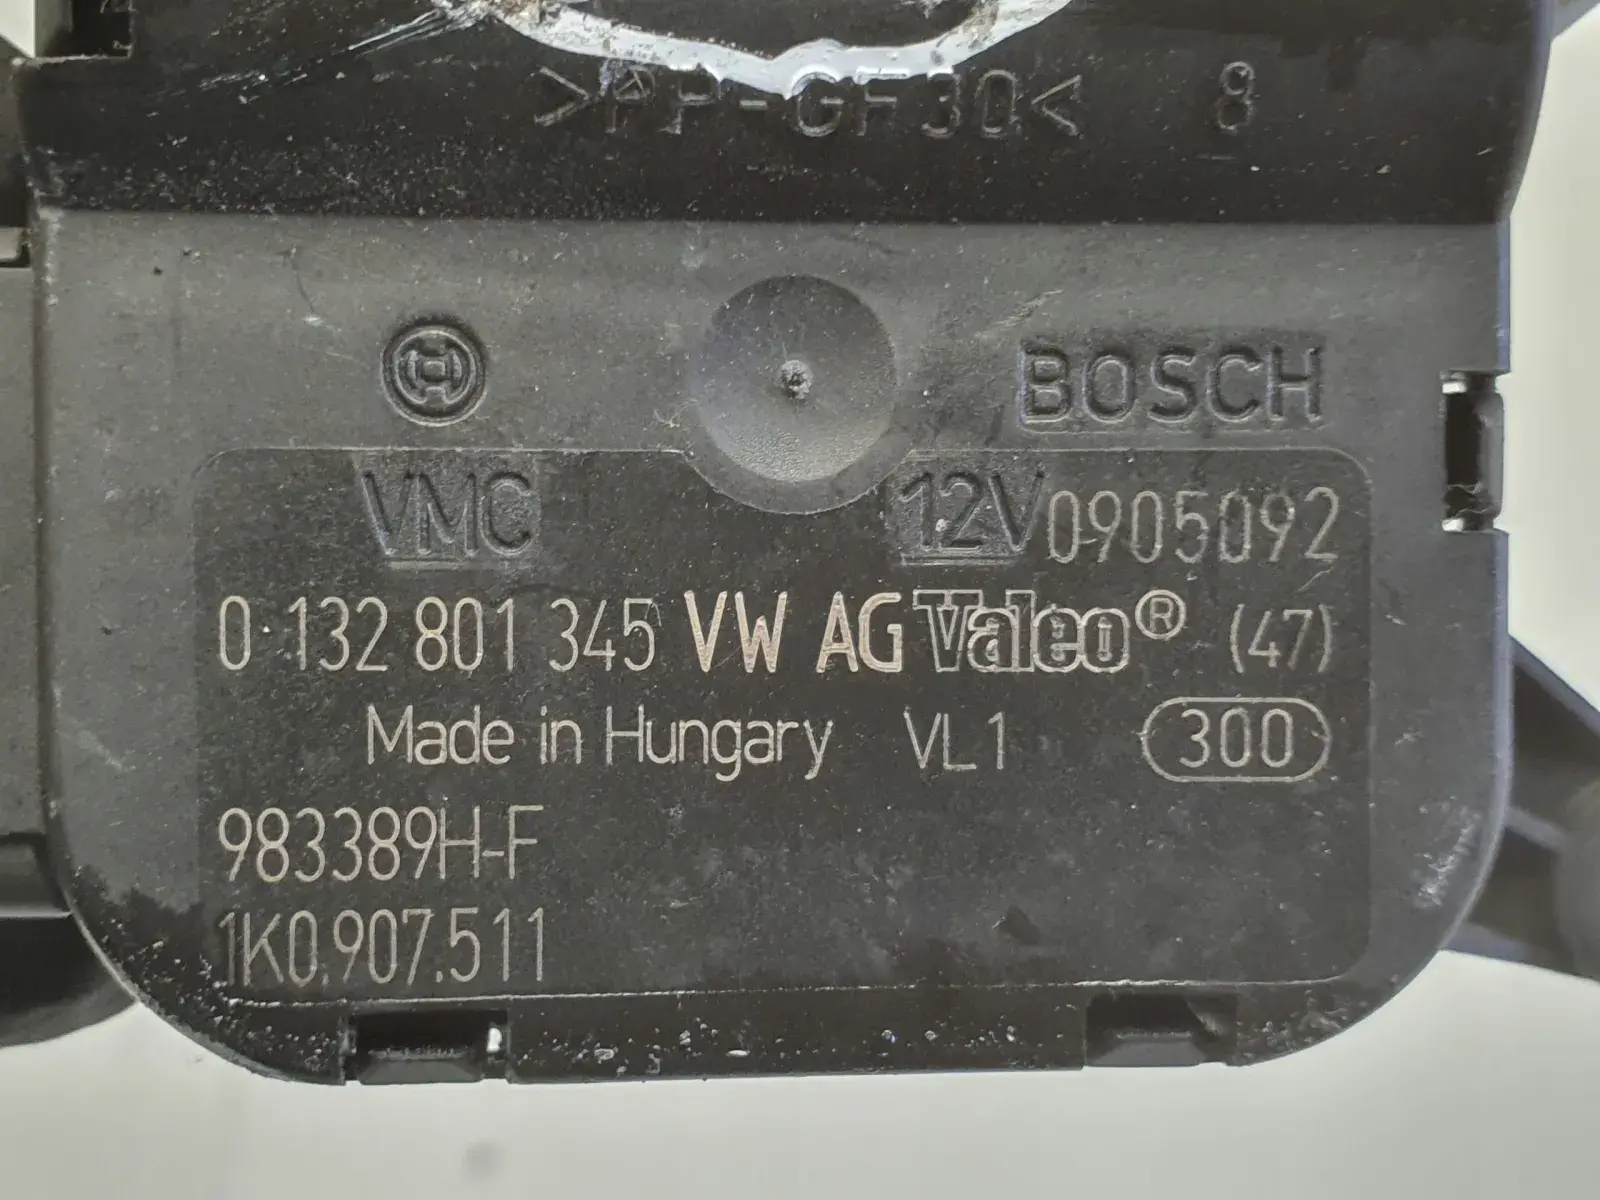 >PP-GF30< 8
BOSCH
VMC 12V 0905092
0 132 801 345 VW AG Valeo® (47)
Made in Hungary VL1 300
983389H-F
1K0.907.511